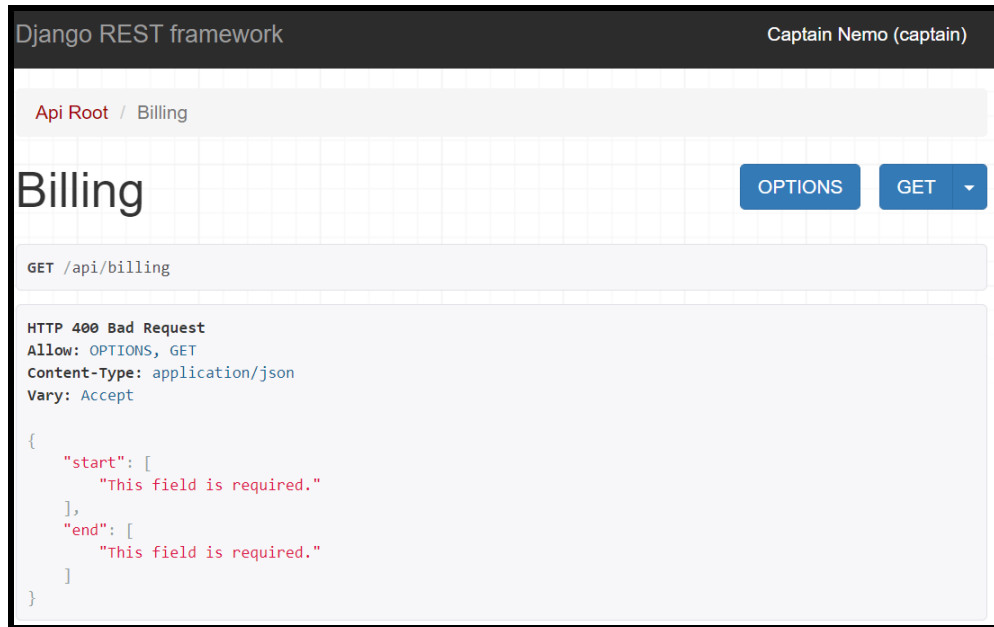 Django REST framework
Captain Nemo (captain)
Api Root / Billing
Billing
OPTIONS
GET
GET /api/billing
HTTP 400 Bad Request
Allow: OPTIONS, GET
Content-Type: application/json
Vary: Accept
{
    "start": [
        "This field is required."
    ],
    "end": [
        "This field is required."
    ]
}